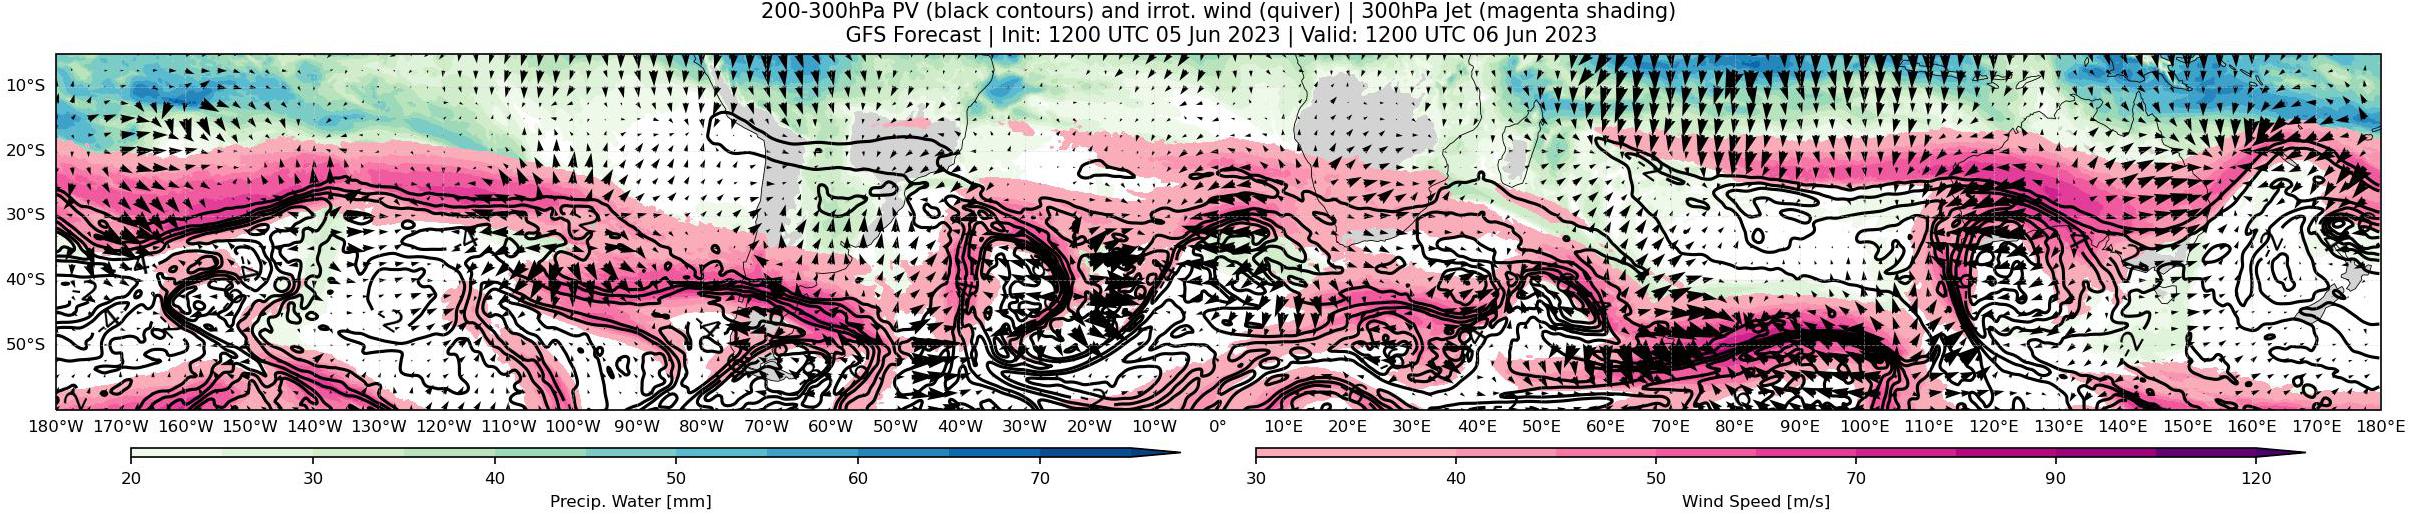 200-300hPa PV (black contours) and irrot. wind (quiver) | 300hPa Jet (magenta shading)
GFS Forecast | Init: 1200 UTC 05 Jun 2023 | Valid: 1200 UTC 06 Jun 2023
10°S
20°S
30°S
40°S
50°S
180°W 170°W 160°W 150°W 140°W 130°W 120°W 110°W 100°W 90°W 80°W 70°W 60°W 50°W 40°W 30°W 20°W 10°W 0° 10°E 20°E 30°E 40°E 50°E 60°E 70°E 80°E 90°E 100°E 110°E 120°E 130°E 140°E 150°E 160°E 170°E 180°E
20 30 40 50 60 70
Precip. Water [mm]
30 40 50 70 90 120
Wind Speed [m/s]